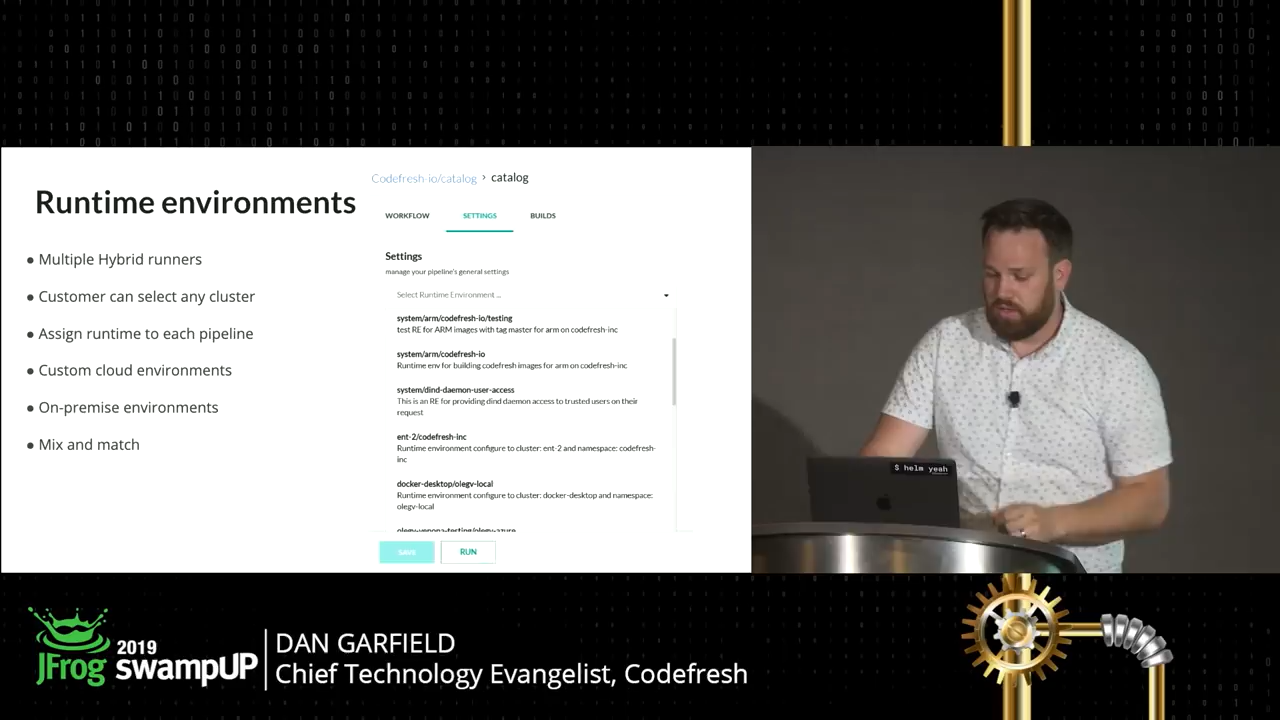 Runtime environments
● Multiple Hybrid runners
● Customer can select any cluster
● Assign runtime to each pipeline
● Custom cloud environments
● On-premise environments
● Mix and match
Codefresh-io/catalog › catalog
WORKFLOW SETTINGS BUILDS
Settings
manage your pipeline's general settings
Select Runtime Environment ...
system/arm/codefresh-io/testing
test RE for ARM images with tag master for arm on codefresh-inc
system/arm/codefresh-io
Runtime env for building codefresh images for arm on codefresh-inc
system/dind-daemon-user-access
This is an RE for providing dind daemon access to trusted users on their
request
ent-2/codefresh-inc
Runtime environment configure to cluster: ent-2 and namespace: codefresh-
inc
docker-desktop/olegv-local
Runtime environment configure to cluster: docker-desktop and namespace:
olegv-local
SAVE RUN
$ helm yeah
JFrog 2019 swampUP
DAN GARFIELD
Chief Technology Evangelist, Codefresh